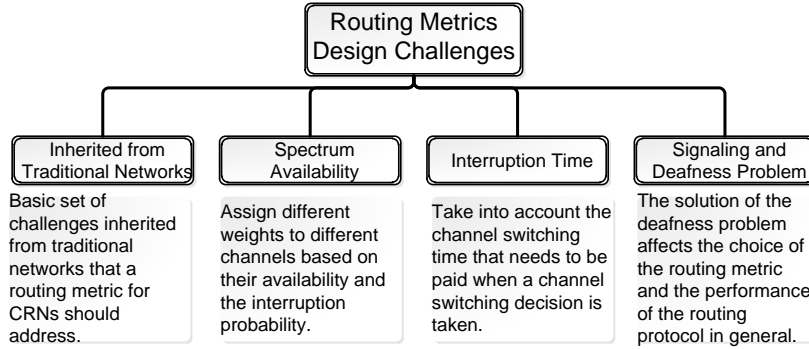 Routing Metrics
Design Challenges
Inherited from
Traditional Networks
Spectrum
Availability
Interruption Time
Signaling and
Deafness Problem
Basic set of
challenges inherited
from traditional
networks that a
routing metric for
CRNs should
address.
Assign different
weights to different
channels based on
their availability and
the interruption
probability.
Take into account the
channel switching
time that needs to be
paid when a channel
switching decision is
taken.
The solution of the
deafness problem
affects the choice of
the routing metric
and the performance
of the routing
protocol in general.